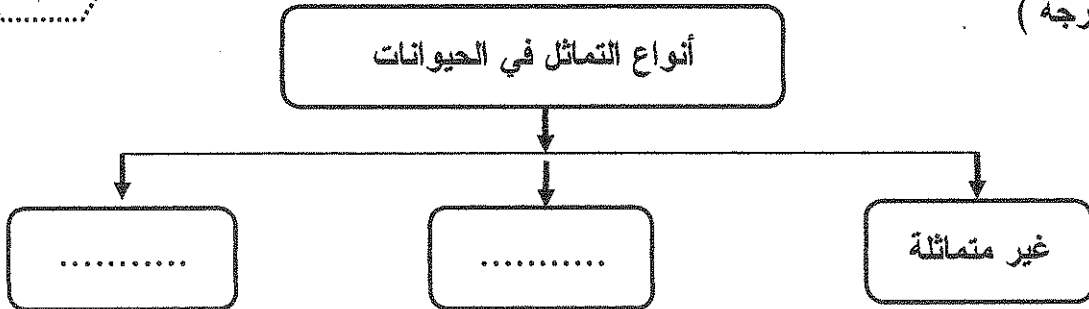 أنواع التماثل في الحيوانات
غير متماثلة
...........
...........